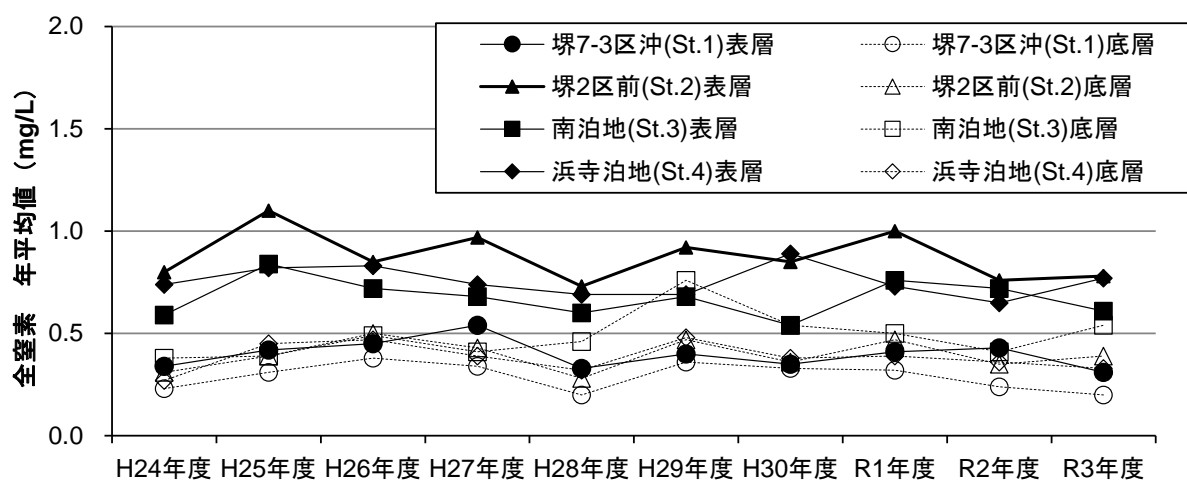 全窒素　年平均値（mg/L）
2.0
1.5
1.0
0.5
0.0
堺7-3区沖(St.1)表層
堺7-3区沖(St.1)底層
堺2区前(St.2)表層
堺2区前(St.2)底層
南泊地(St.3)表層
南泊地(St.3)底層
浜寺泊地(St.4)表層
浜寺泊地(St.4)底層
H24年度 H25年度 H26年度 H27年度 H28年度 H29年度 H30年度 R1年度 R2年度 R3年度